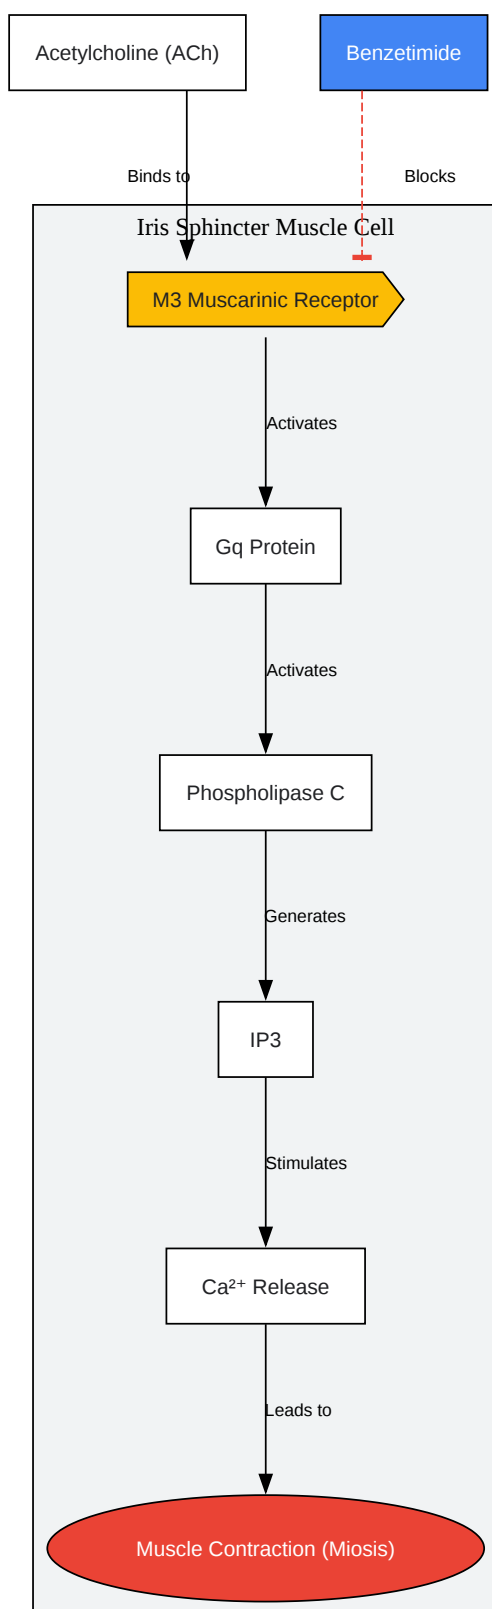 Acetylcholine (ACh)
Benzetimide
Binds to
Blocks
Iris Sphincter Muscle Cell
M3 Muscarinic Receptor
Activates
Gq Protein
Activates
Phospholipase C
Generates
IP3
Stimulates
Ca²⁺ Release
Leads to
Muscle Contraction (Miosis)